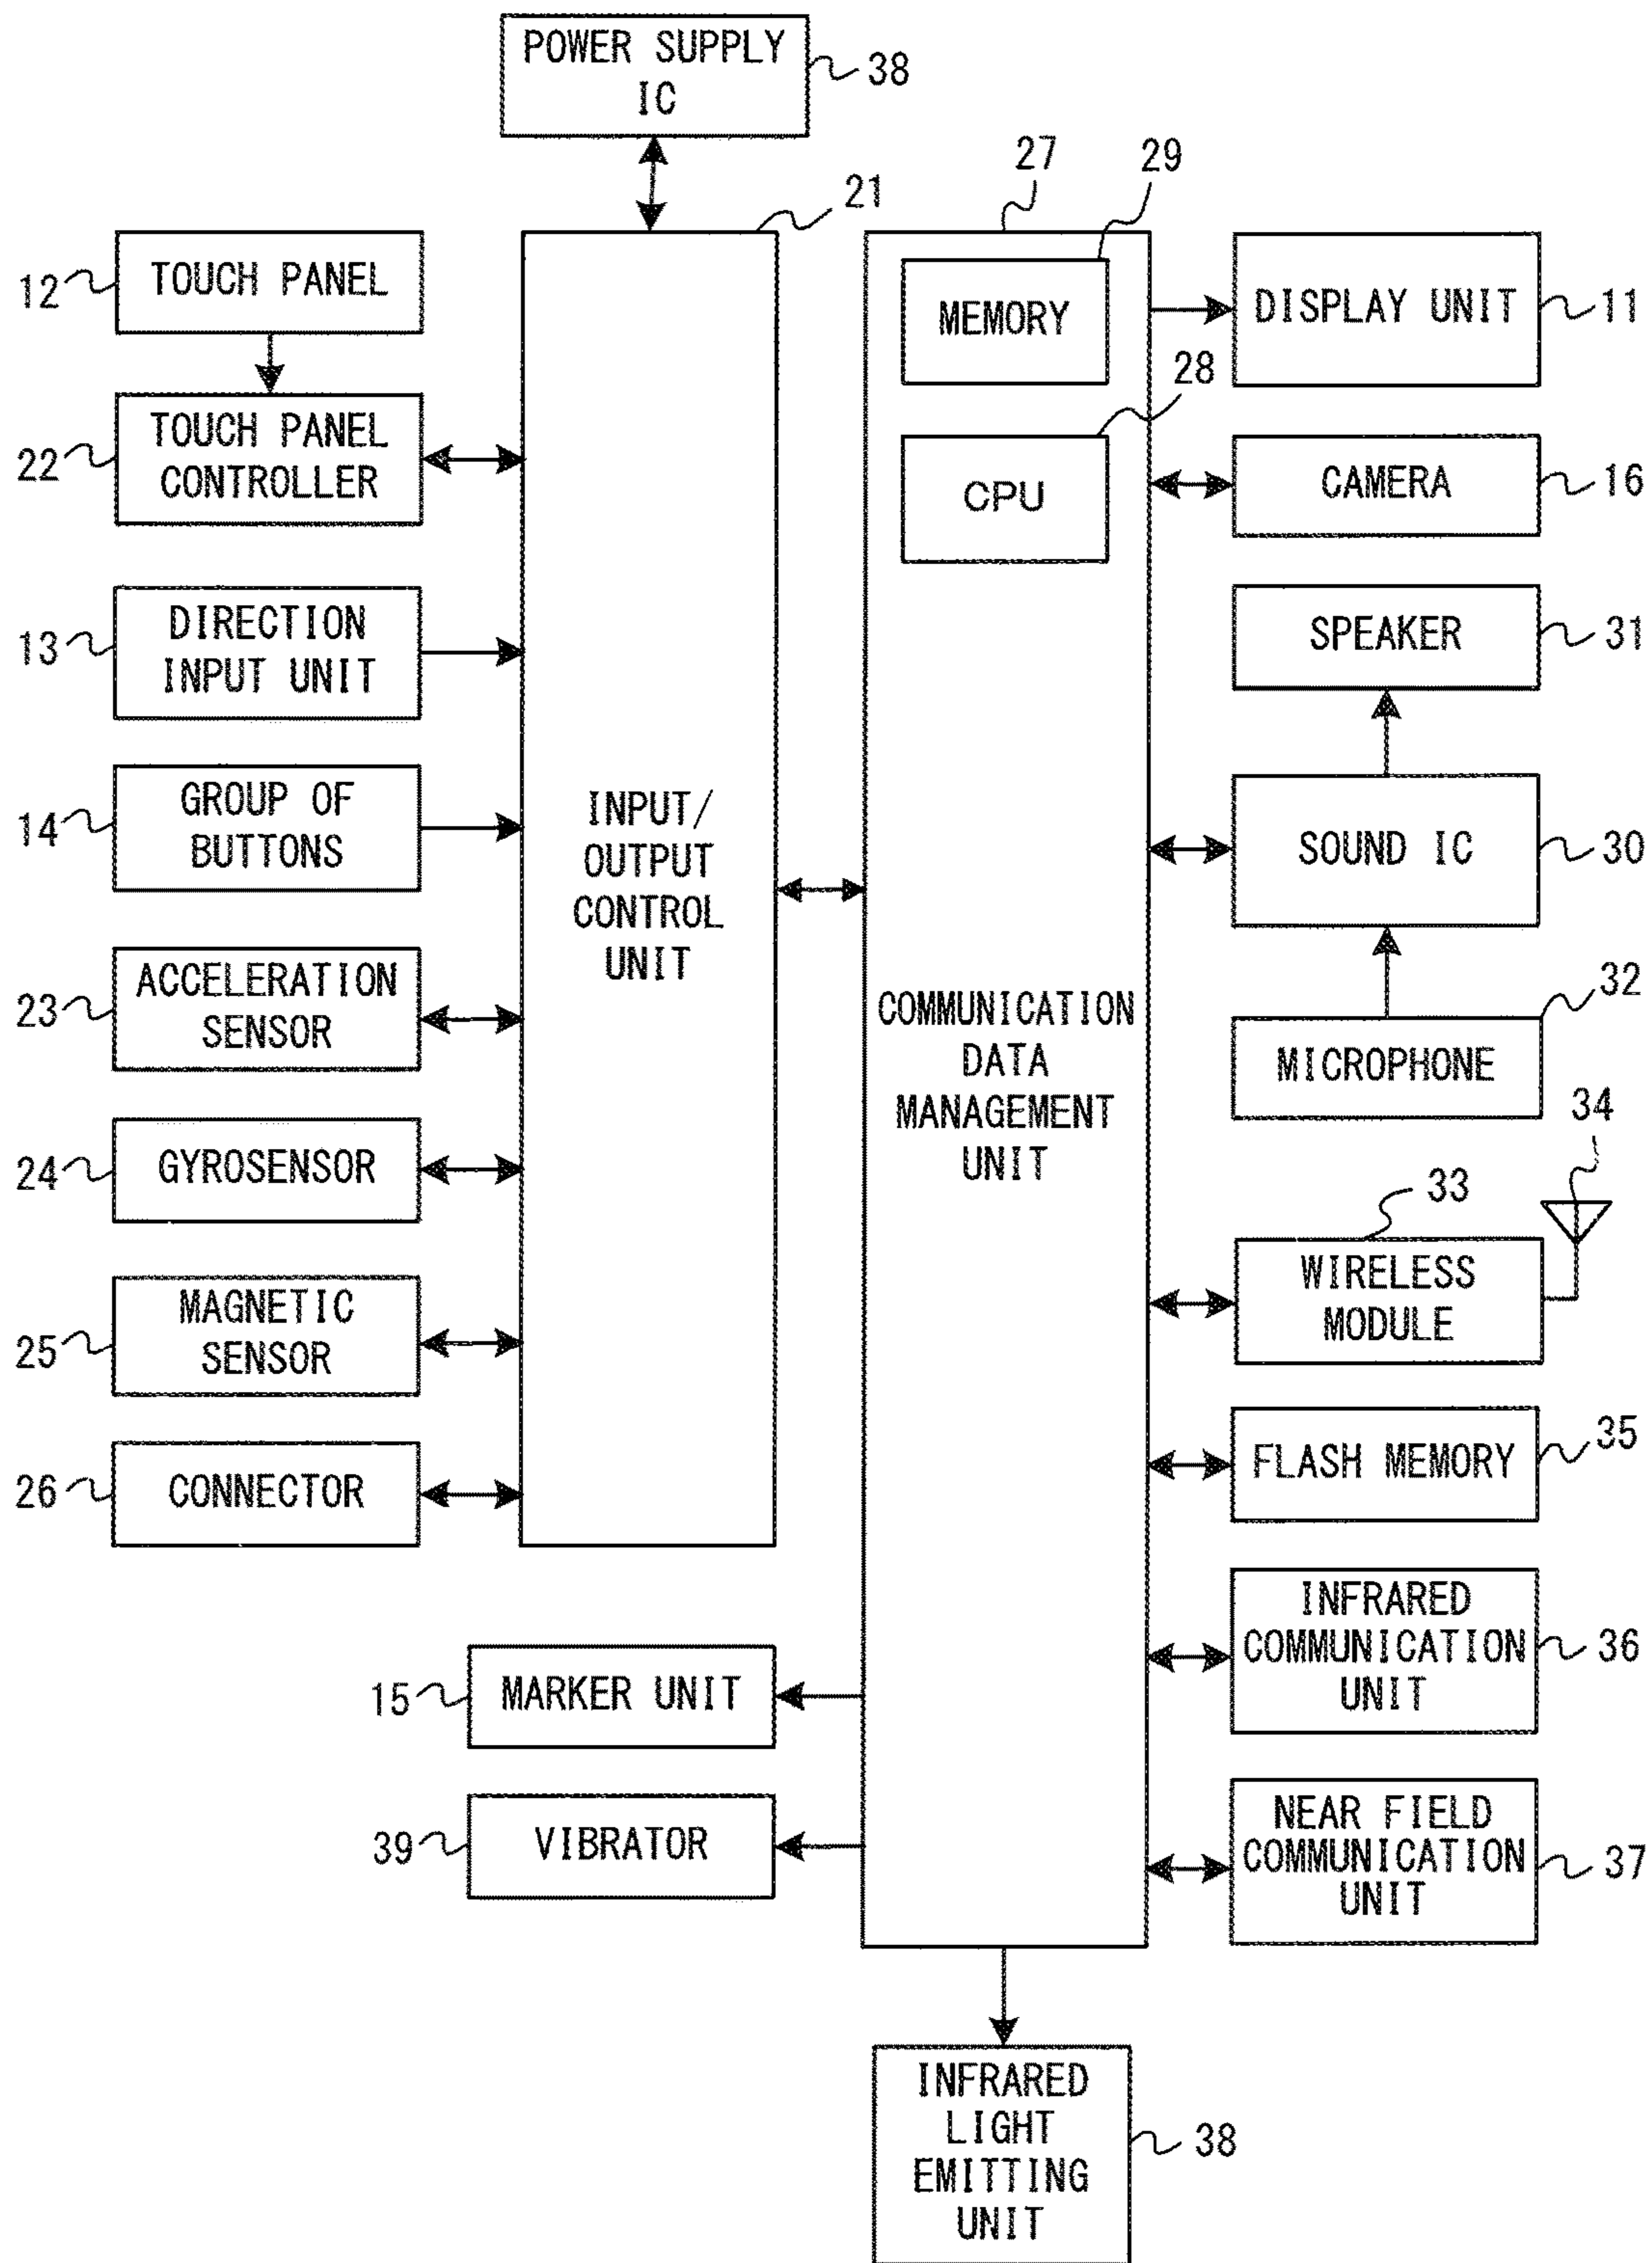 POWER SUPPLY
IC
38
21
27
29
12
TOUCH PANEL
MEMORY
DISPLAY UNIT
11
22
TOUCH PANEL
CONTROLLER
28
CPU
CAMERA
16
13
DIRECTION
INPUT UNIT
SPEAKER
31
14
GROUP OF
BUTTONS
INPUT/
OUTPUT
CONTROL
UNIT
SOUND IC
30
23
ACCELERATION
SENSOR
COMMUNICATION
DATA
MANAGEMENT
UNIT
32
MICROPHONE
24
GYROSENSOR
34
33
WIRELESS
MODULE
25
MAGNETIC
SENSOR
26
CONNECTOR
FLASH MEMORY
35
INFRARED
COMMUNICATION
UNIT
36
15
MARKER UNIT
39
VIBRATOR
NEAR FIELD
COMMUNICATION
UNIT
37
INFRARED
LIGHT
EMITTING
UNIT
38